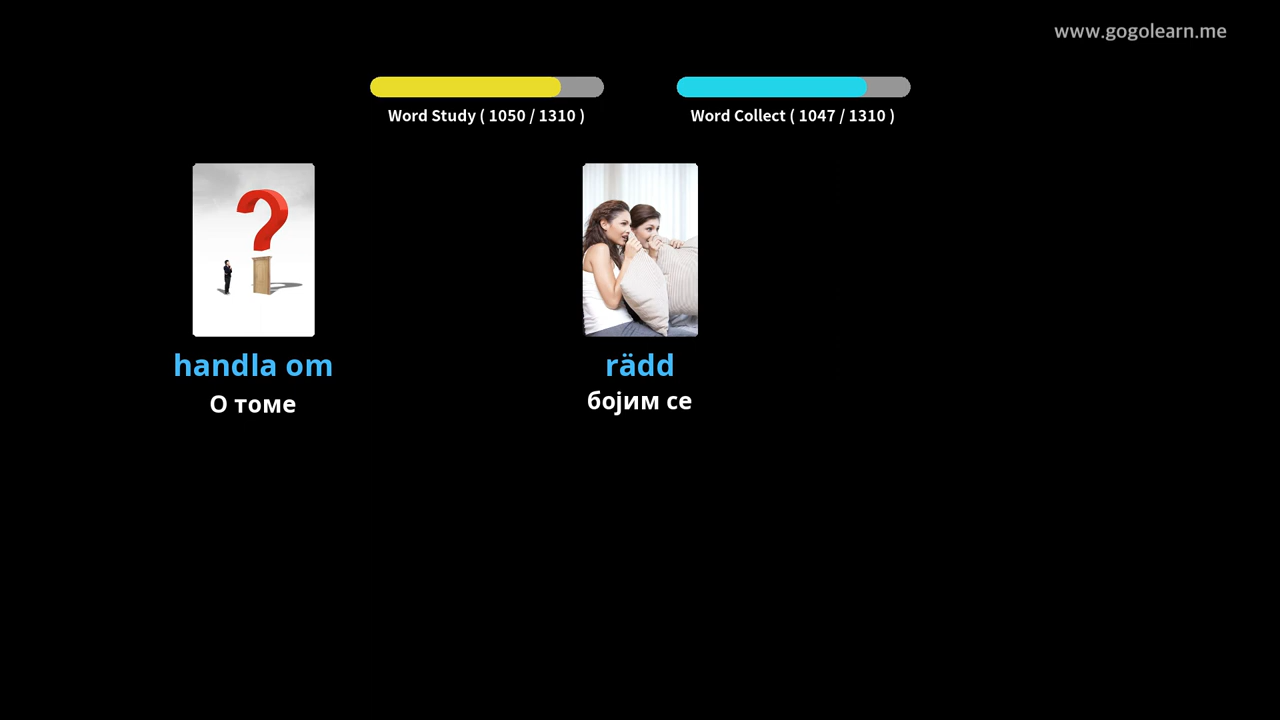 www.gogolearn.me
Word Study ( 1050 / 1310 )
Word Collect ( 1047 / 1310 )
handla om
О томе
rädd
бојим се